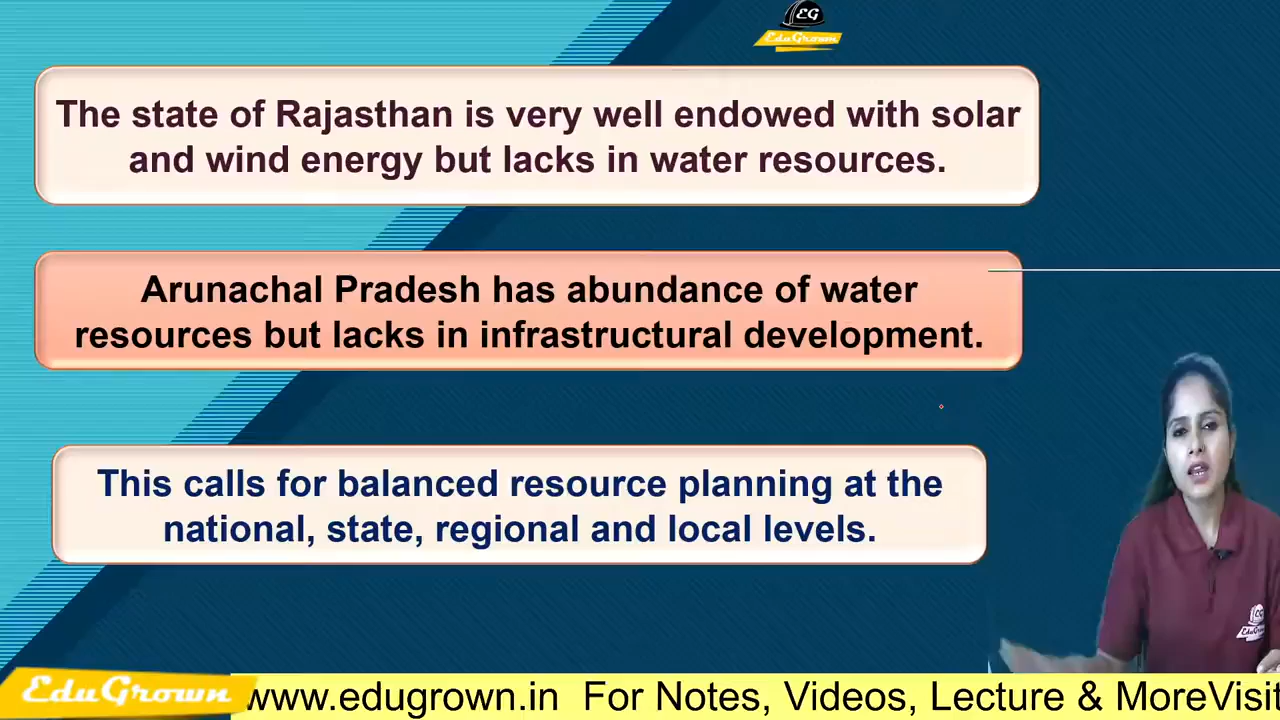 EG
EduGrown
The state of Rajasthan is very well endowed with solar
and wind energy but lacks in water resources.
Arunachal Pradesh has abundance of water
resources but lacks in infrastructural development.
This calls for balanced resource planning at the
national, state, regional and local levels.
EduGrown
www.edugrown.in For Notes, Videos, Lecture & MoreVisit